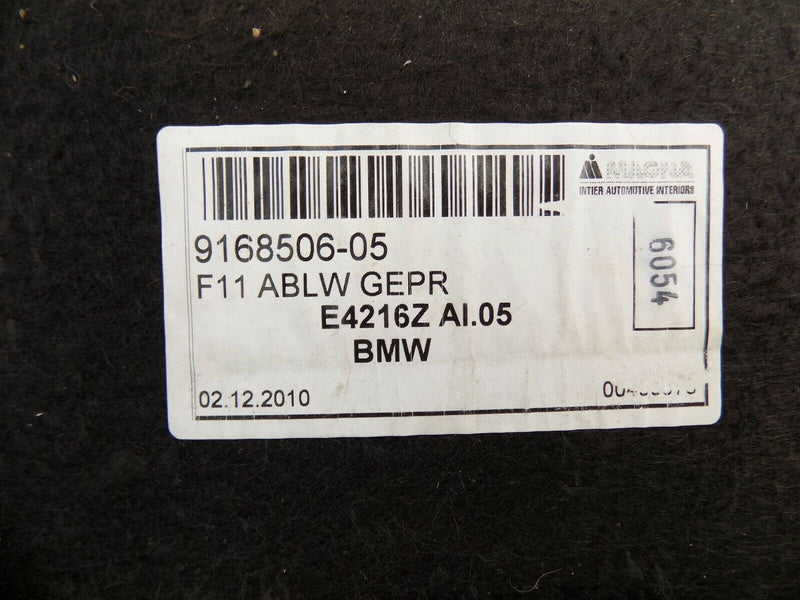 MAGNA
INTIER AUTOMOTIVE INTERIORS
9168506-05
F11 ABLW GEPR
E4216Z AI.05
BMW
6054
02.12.2010